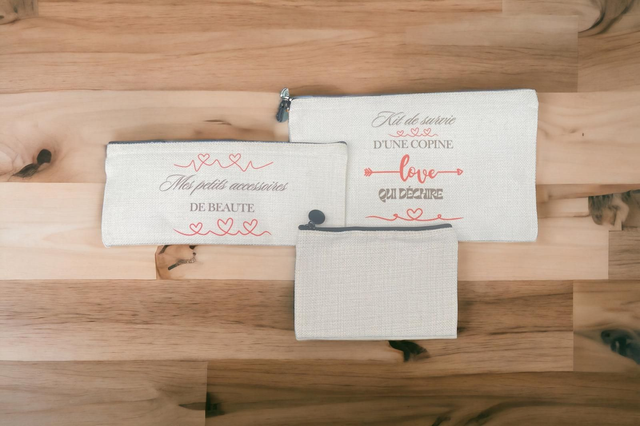 Mes petits accessoires
DE BEAUTE
Kit de survie
D'UNE COPINE
love
QUI DÉCHIRE